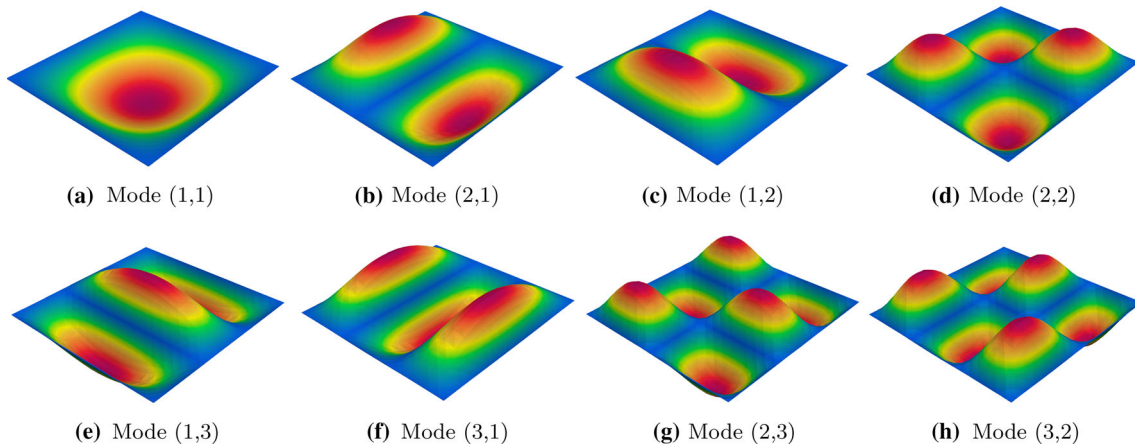 (a) Mode (1,1)
(b) Mode (2,1)
(c) Mode (1,2)
(d) Mode (2,2)
(e) Mode (1,3)
(f) Mode (3,1)
(g) Mode (2,3)
(h) Mode (3,2)